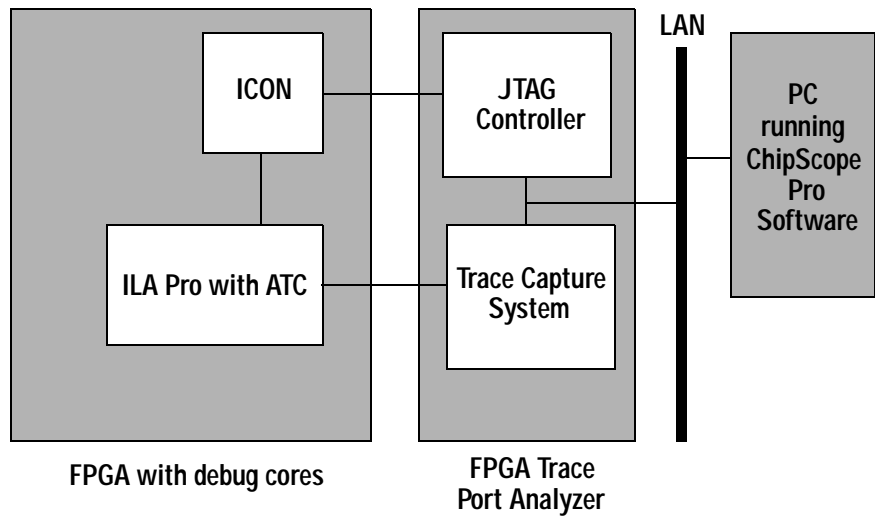 LAN
ICON
JTAG
Controller
PC
running
ChipScope
Pro
Software
ILA Pro with ATC
Trace Capture
System
FPGA with debug cores
FPGA Trace
Port Analyzer